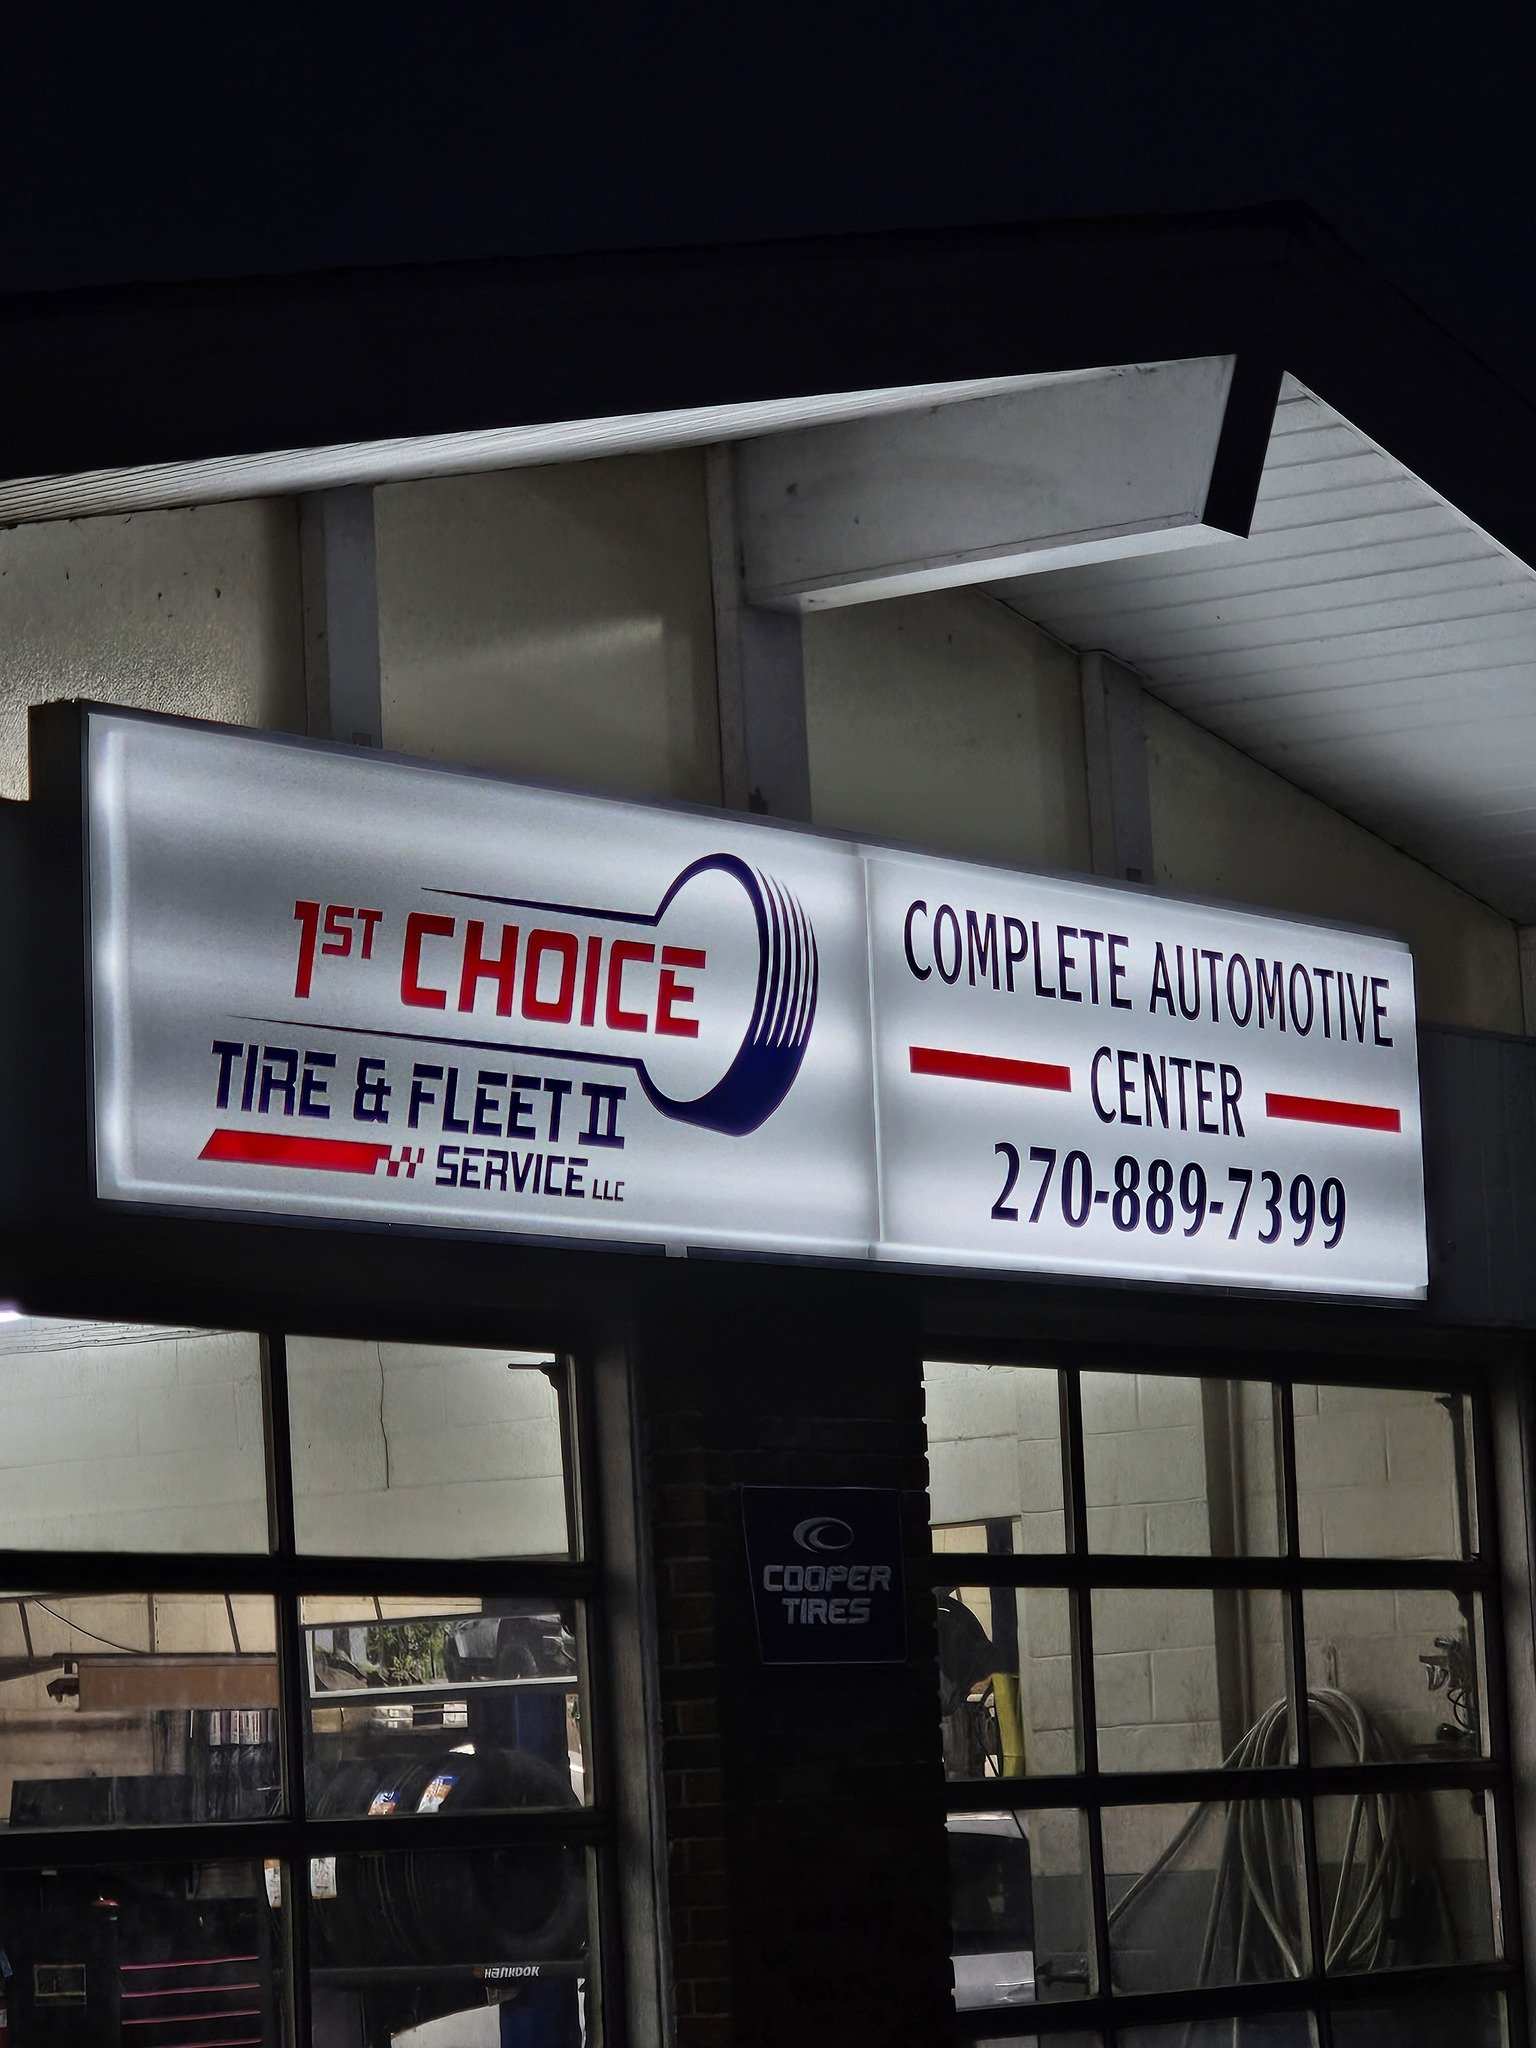 1ST CHOICE
TIRE & FLEET II
SERVICE LLC
COMPLETE AUTOMOTIVE
CENTER
270-889-7399
COOPER
TIRES
HANKOOK